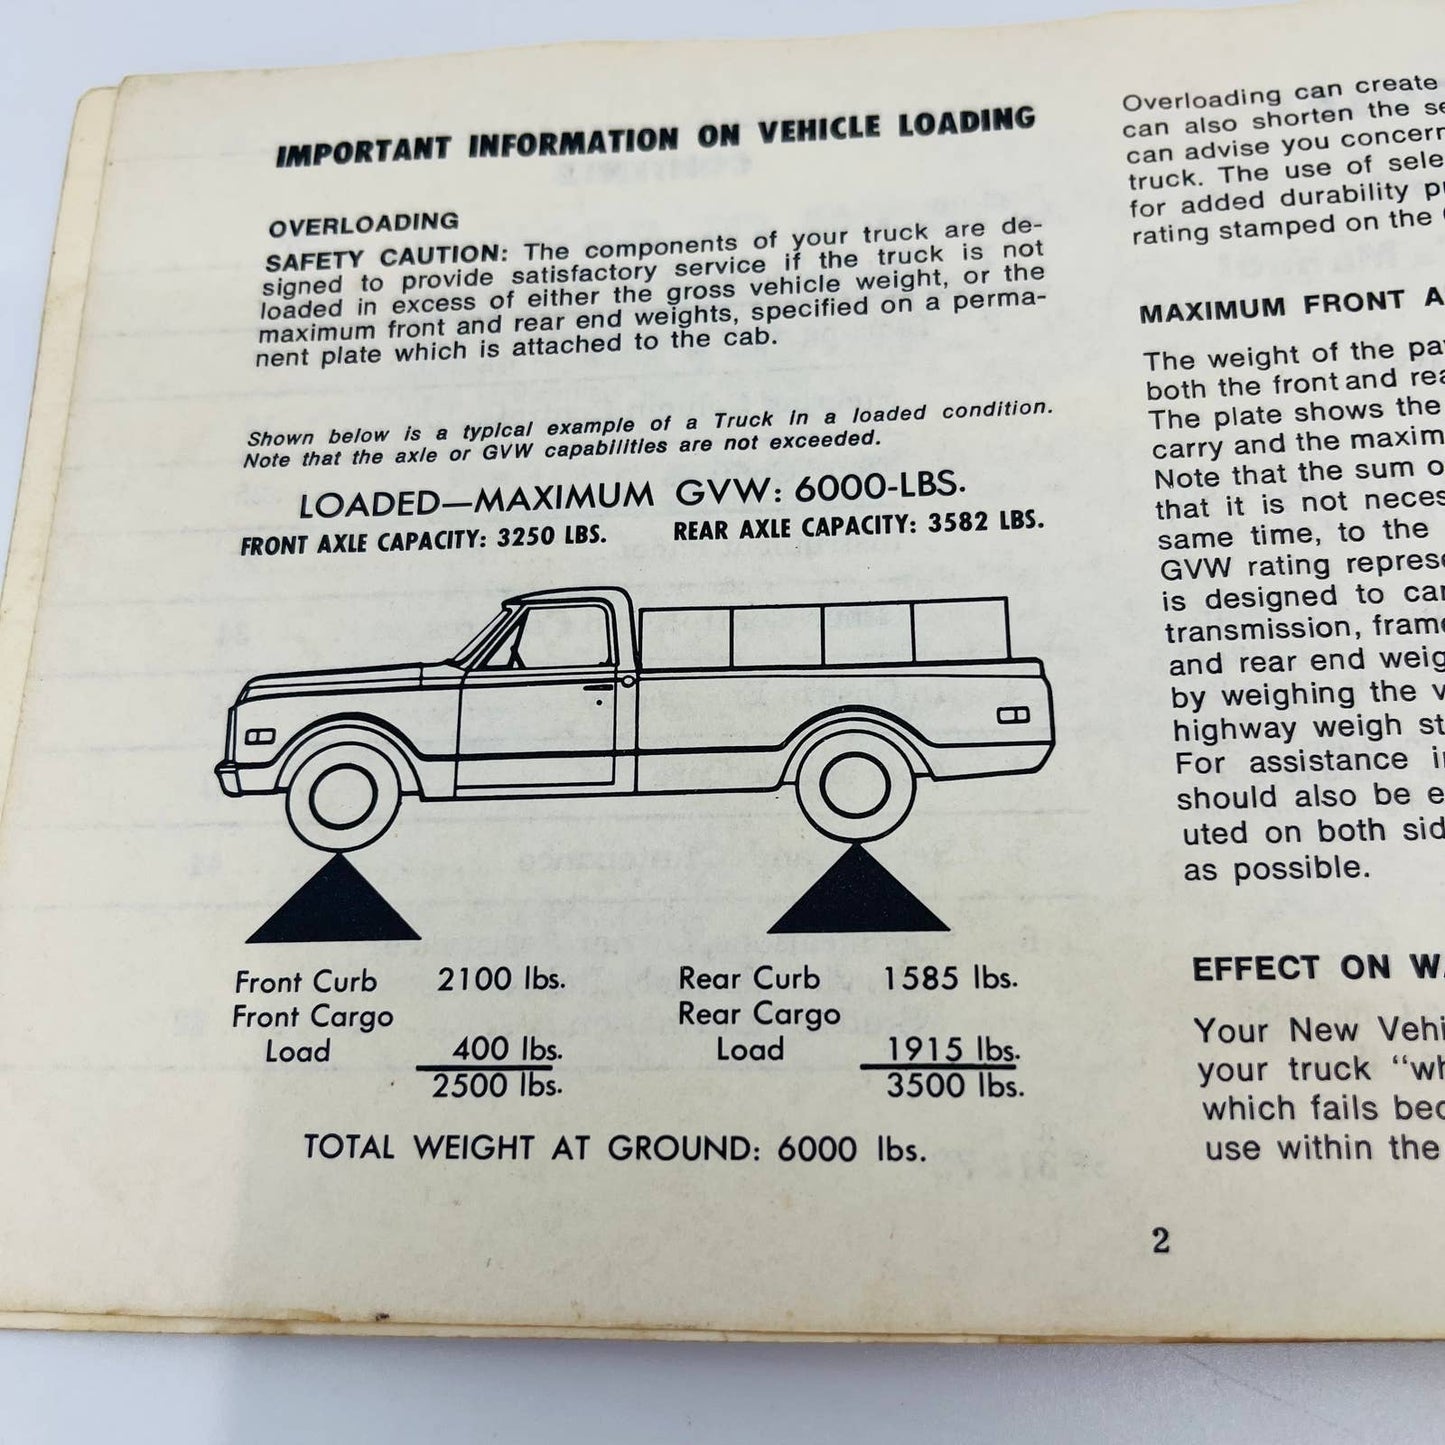 IMPORTANT INFORMATION ON VEHICLE LOADING
OVERLOADING
SAFETY CAUTION: The components of your truck are de-
signed to provide satisfactory service if the truck is not
loaded in excess of either the gross vehicle weight, or the
maximum front and rear end weights, specified on a perma-
nent plate which is attached to the cab.
Shown below is a typical example of a Truck in a loaded condition.
Note that the axle or GVW capabilities are not exceeded.
LOADED—MAXIMUM GVW: 6000-LBS.
FRONT AXLE CAPACITY: 3250 LBS. REAR AXLE CAPACITY: 3582 LBS.
Front Curb 2100 lbs. Rear Curb 1585 lbs.
Front Cargo Rear Cargo
Load 400 lbs. Load 1915 lbs.
2500 lbs. 3500 lbs.
TOTAL WEIGHT AT GROUND: 6000 lbs.
Overloading can create
can also shorten the
can advise you
truck. The use of
for added durability
rating stamped on the
MAXIMUM FRONT
The weight of the
both the front and
The plate shows the
carry and the
Note that the sum
that it is not
same time, to the
GVW rating
is designed to
transmission,
and rear end
by weighing the
highway weigh
For assistance
should also be
uted on both
as possible.
EFFECT ON
Your New
your truck
which fails
use within the
2